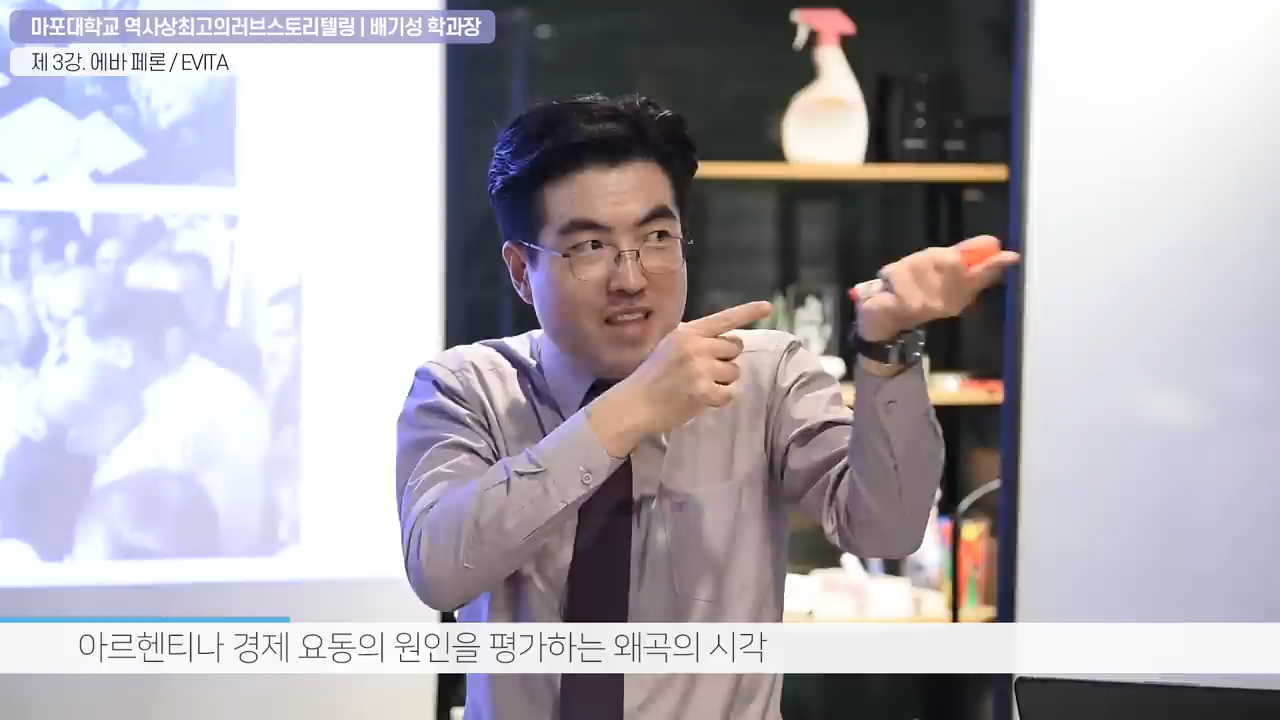 마포대학교 역사상최고의러브스토리텔링 | 배기성 학과장
제 3강. 에바 페론 / EVITA
아르헨티나 경제 요동의 원인을 평가하는 왜곡의 시각